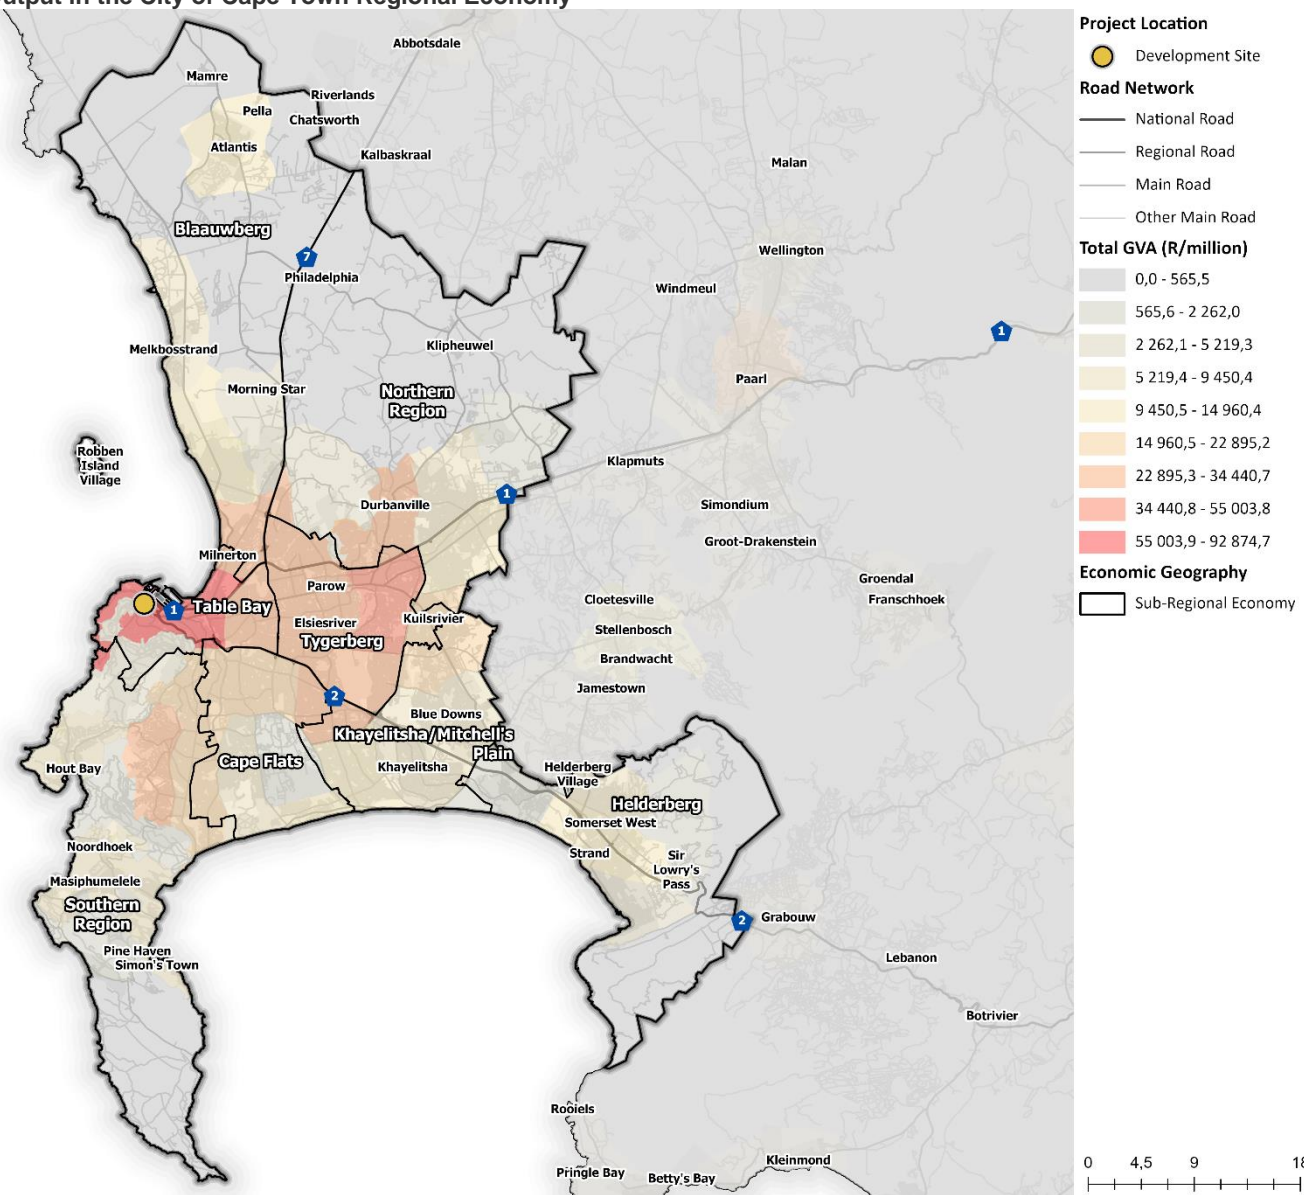 Output in the City of Cape Town Regional Economy
Abbotsdale
Mamre
Riverlands
Pella
Chatsworth
Atlantis
Kalbaskraal
Malan
Blaauwberg
Wellington
7
Philadelphia
Windmeul
1
Melkbosstrand
Klipheuwel
Paarl
Morning Star
Northern
Region
Robben
Island
Village
Klapmuts
1
Durbanville
Simondium
Groot-Drakenstein
Milnerton
Groendal
Parow
Franschhoek
Cloetesville
1
Table Bay
Elsiesriver
Kuilsrivier
Stellenbosch
Tygerberg
Brandwacht
Jamestown
2
Blue Downs
Khayelitsha/Mitchell's
Plain
Cape Flats
Hout Bay
Khayelitsha
Helderberg
Village
Helderberg
Somerset West
Noordhoek
Strand
Sir
Lowry's
Pass
Masiphumelele
Southern
Region
2
Grabouw
Pine Haven
Simon's Town
Lebanon
Botrivier
Rooiels
Pringle Bay
Betty's Bay
Kleinmond
Project Location
Development Site
Road Network
National Road
Regional Road
Main Road
Other Main Road
Total GVA (R/million)
0,0 - 565,5
565,6 - 2 262,0
2 262,1 - 5 219,3
5 219,4 - 9 450,4
9 450,5 - 14 960,4
14 960,5 - 22 895,2
22 895,3 - 34 440,7
34 440,8 - 55 003,8
55 003,9 - 92 874,7
Economic Geography
Sub-Regional Economy
0 4,5 9 18